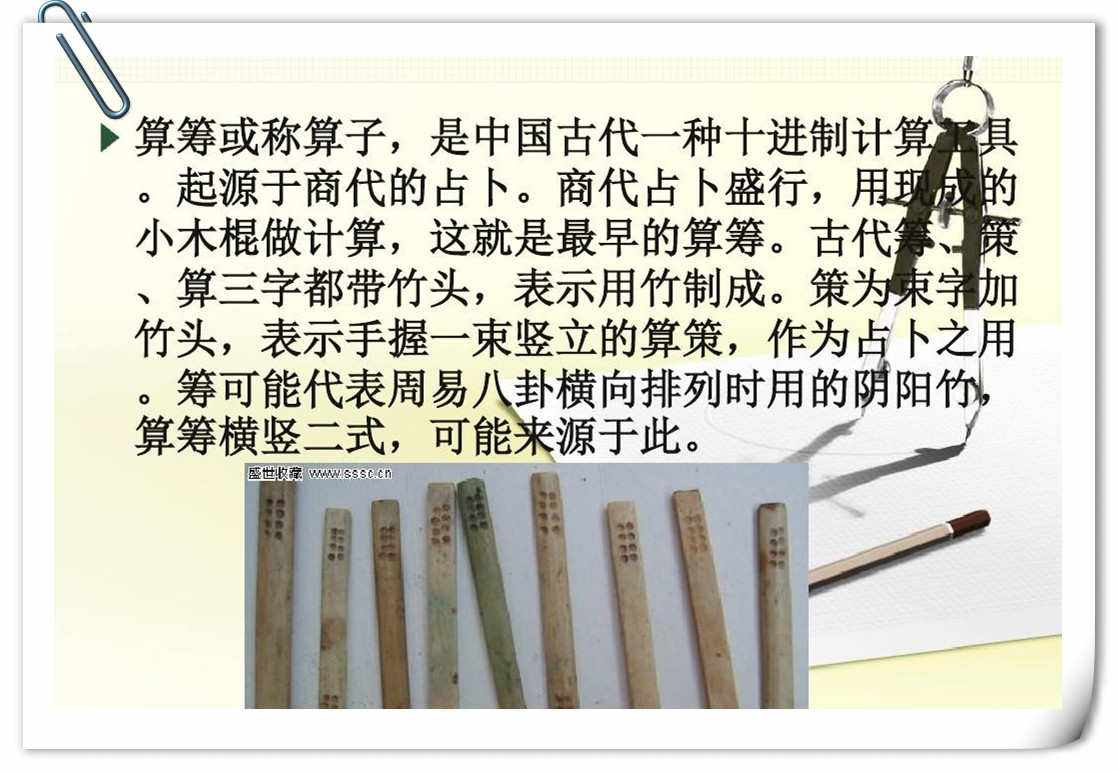 算筹或称算子，是中国古代一种十进制计算工具
。起源于商代的占卜。商代占卜盛行，用现成的
小木棍做计算，这就是最早的算筹。古代筹、策
、算三字都带竹头，表示用竹制成。策为束字加
竹头，表示手握一束竖立的算策，作为占卜之用
。筹可能代表周易八卦横向排列时用的阴阳竹，
算筹横竖二式，可能来源于此。
盛世收藏 www.sssc.cn